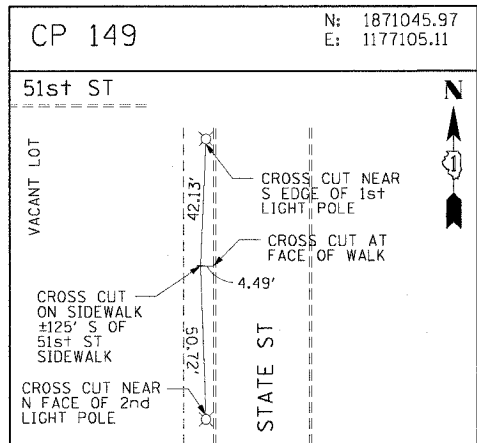 CP 149
N: 1871045.97
E: 1177105.11
51st ST
N
1
VACANT LOT
42.13'
CROSS CUT NEAR
S EDGE OF 1st
LIGHT POLE
CROSS CUT AT
FACE OF WALK
4.49'
CROSS CUT
ON SIDEWALK
±125' S OF
51st ST
SIDEWALK
50.72'
STATE ST
CROSS CUT NEAR
N FACE OF 2nd
LIGHT POLE